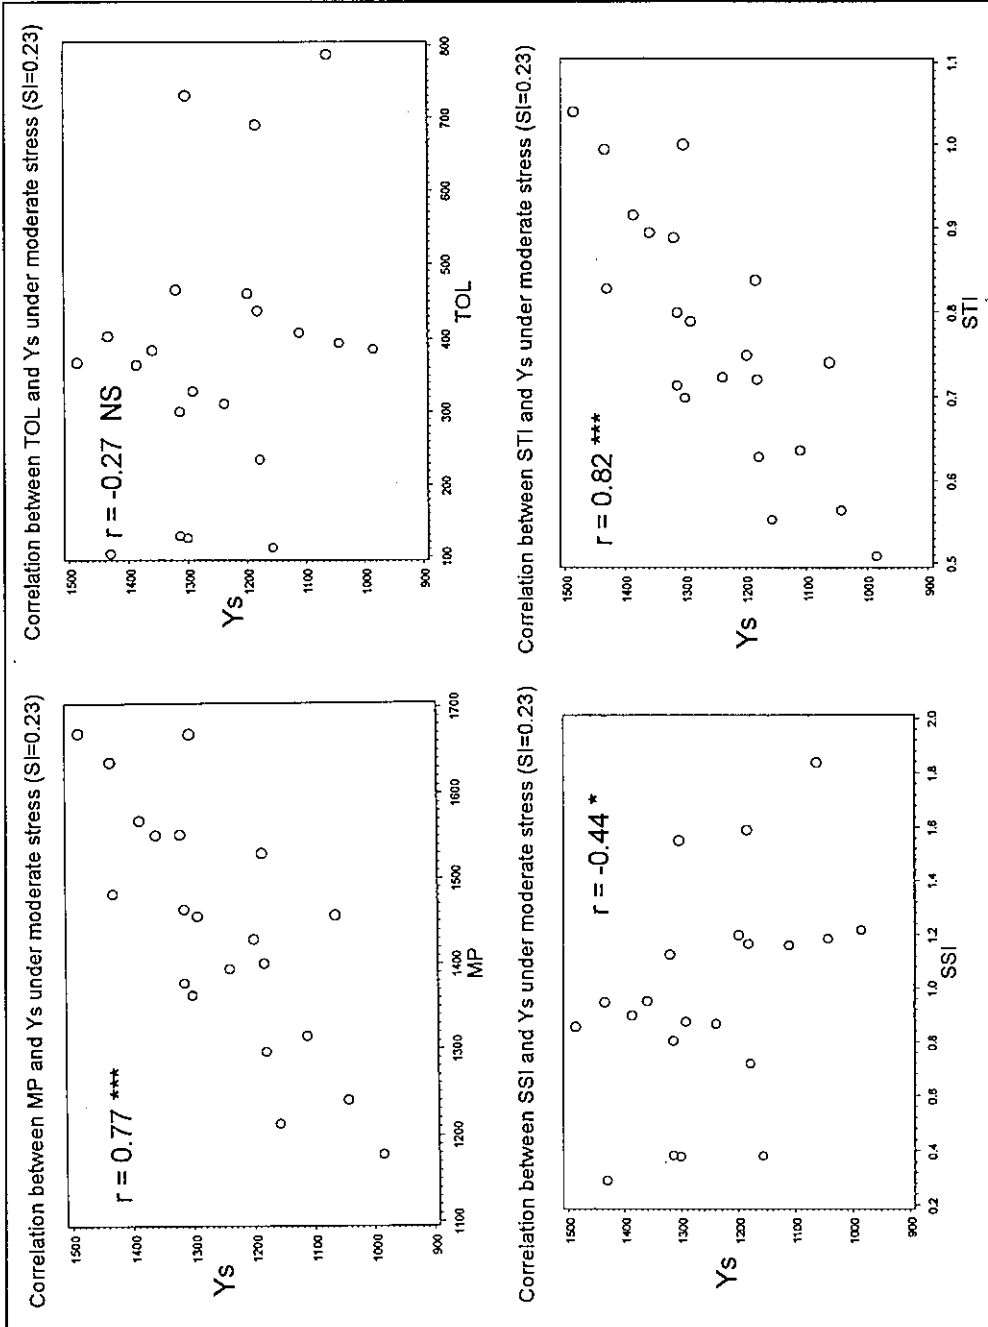 Correlation between MP and Ys under moderate stress (SI=0.23)
1500
r = 0.77 ***
1400
1300
Ys
1200
1100
1000
900
1100 1200 1300 1400 1500 1600 1700
MP
Correlation between TOL and Ys under moderate stress (SI=0.23)
1500
r = -0.27 NS
1400
1300
Ys
1200
1100
1000
900
100 200 300 400 500 600 700 800
TOL
Correlation between SSI and Ys under moderate stress (SI=0.23)
1500
r = -0.44 *
1400
1300
Ys
1200
1100
1000
900
0.2 0.4 0.6 0.8 1.0 1.2 1.4 1.6 1.8 2.0
SSI
Correlation between STI and Ys under moderate stress (SI=0.23)
1500
r = 0.82 ***
1400
1300
Ys
1200
1100
1000
900
0.5 0.6 0.7 0.8 0.9 1.0 1.1
STI